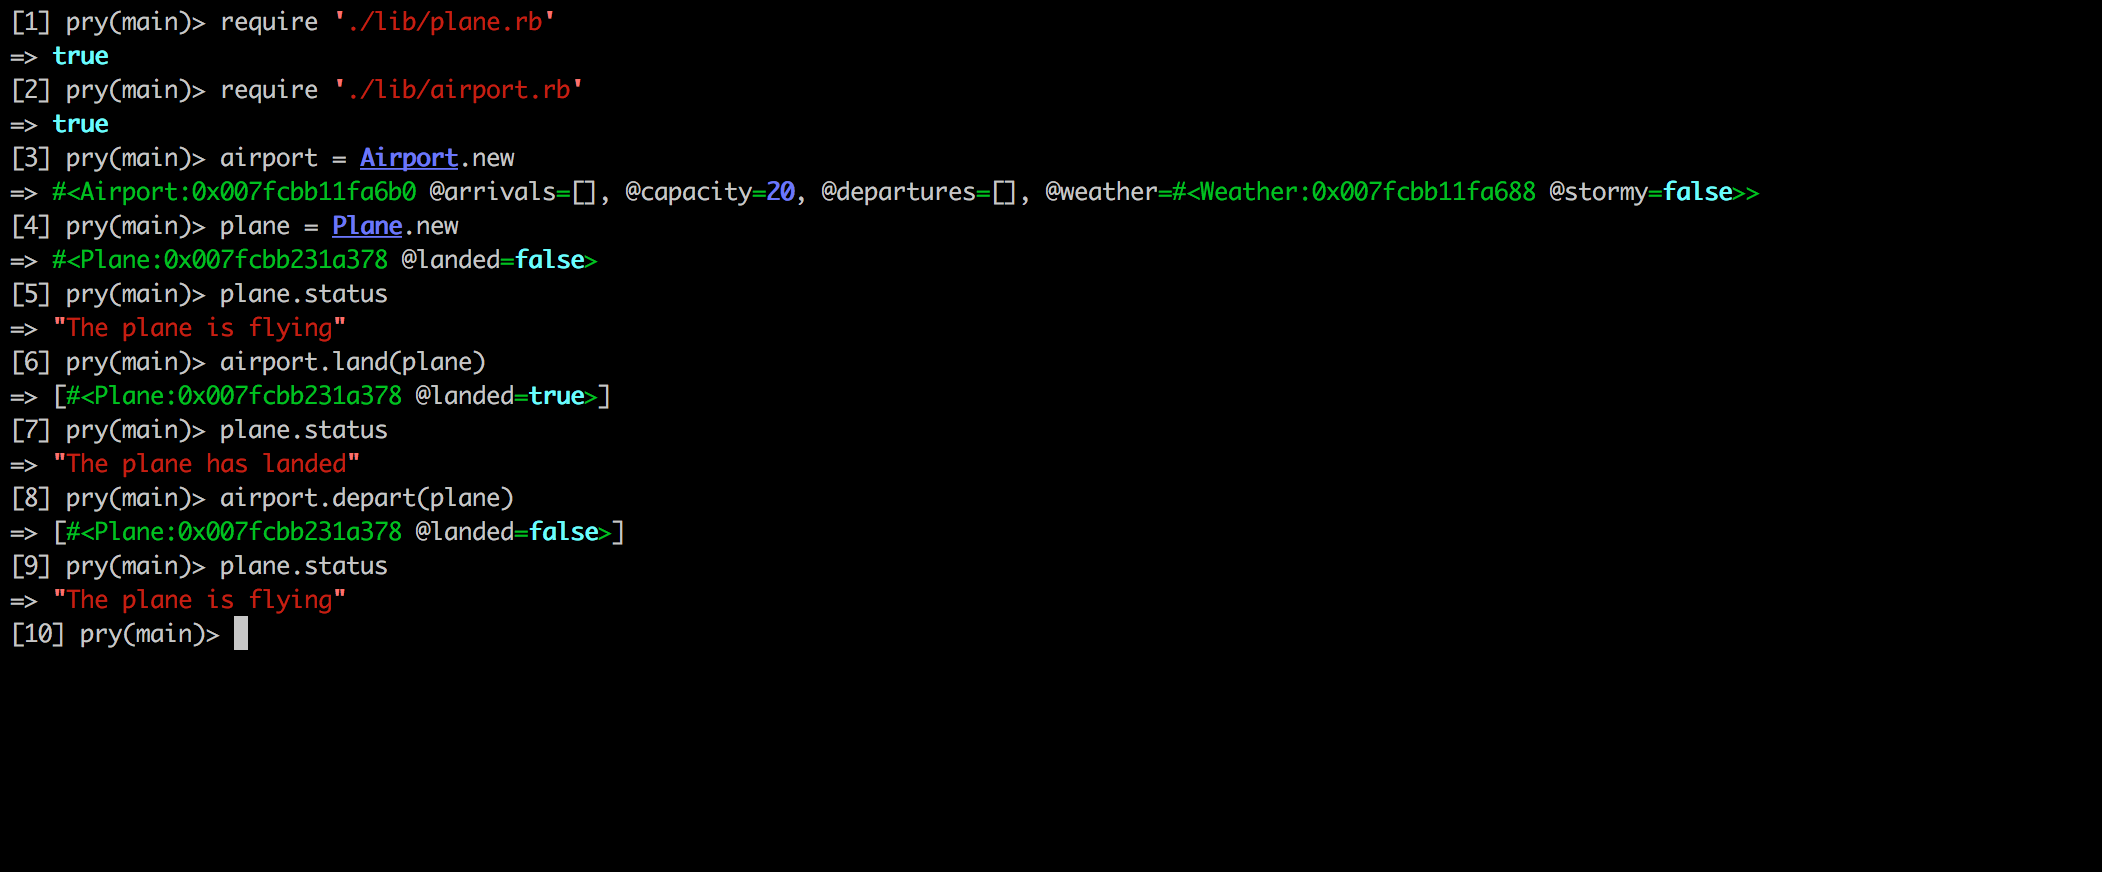 [1] pry(main)> require './lib/plane.rb'
=> true
[2] pry(main)> require './lib/airport.rb'
=> true
[3] pry(main)> airport = Airport.new
=> #<Airport:0x007fcbb11fa6b0 @arrivals=[], @capacity=20, @departures=[], @weather=#<Weather:0x007fcbb11fa688 @stormy=false>>
[4] pry(main)> plane = Plane.new
=> #<Plane:0x007fcbb231a378 @landed=false>
[5] pry(main)> plane.status
=> "The plane is flying"
[6] pry(main)> airport.land(plane)
=> [#<Plane:0x007fcbb231a378 @landed=true>]
[7] pry(main)> plane.status
=> "The plane has landed"
[8] pry(main)> airport.depart(plane)
=> [#<Plane:0x007fcbb231a378 @landed=false>]
[9] pry(main)> plane.status
=> "The plane is flying"
[10] pry(main)>